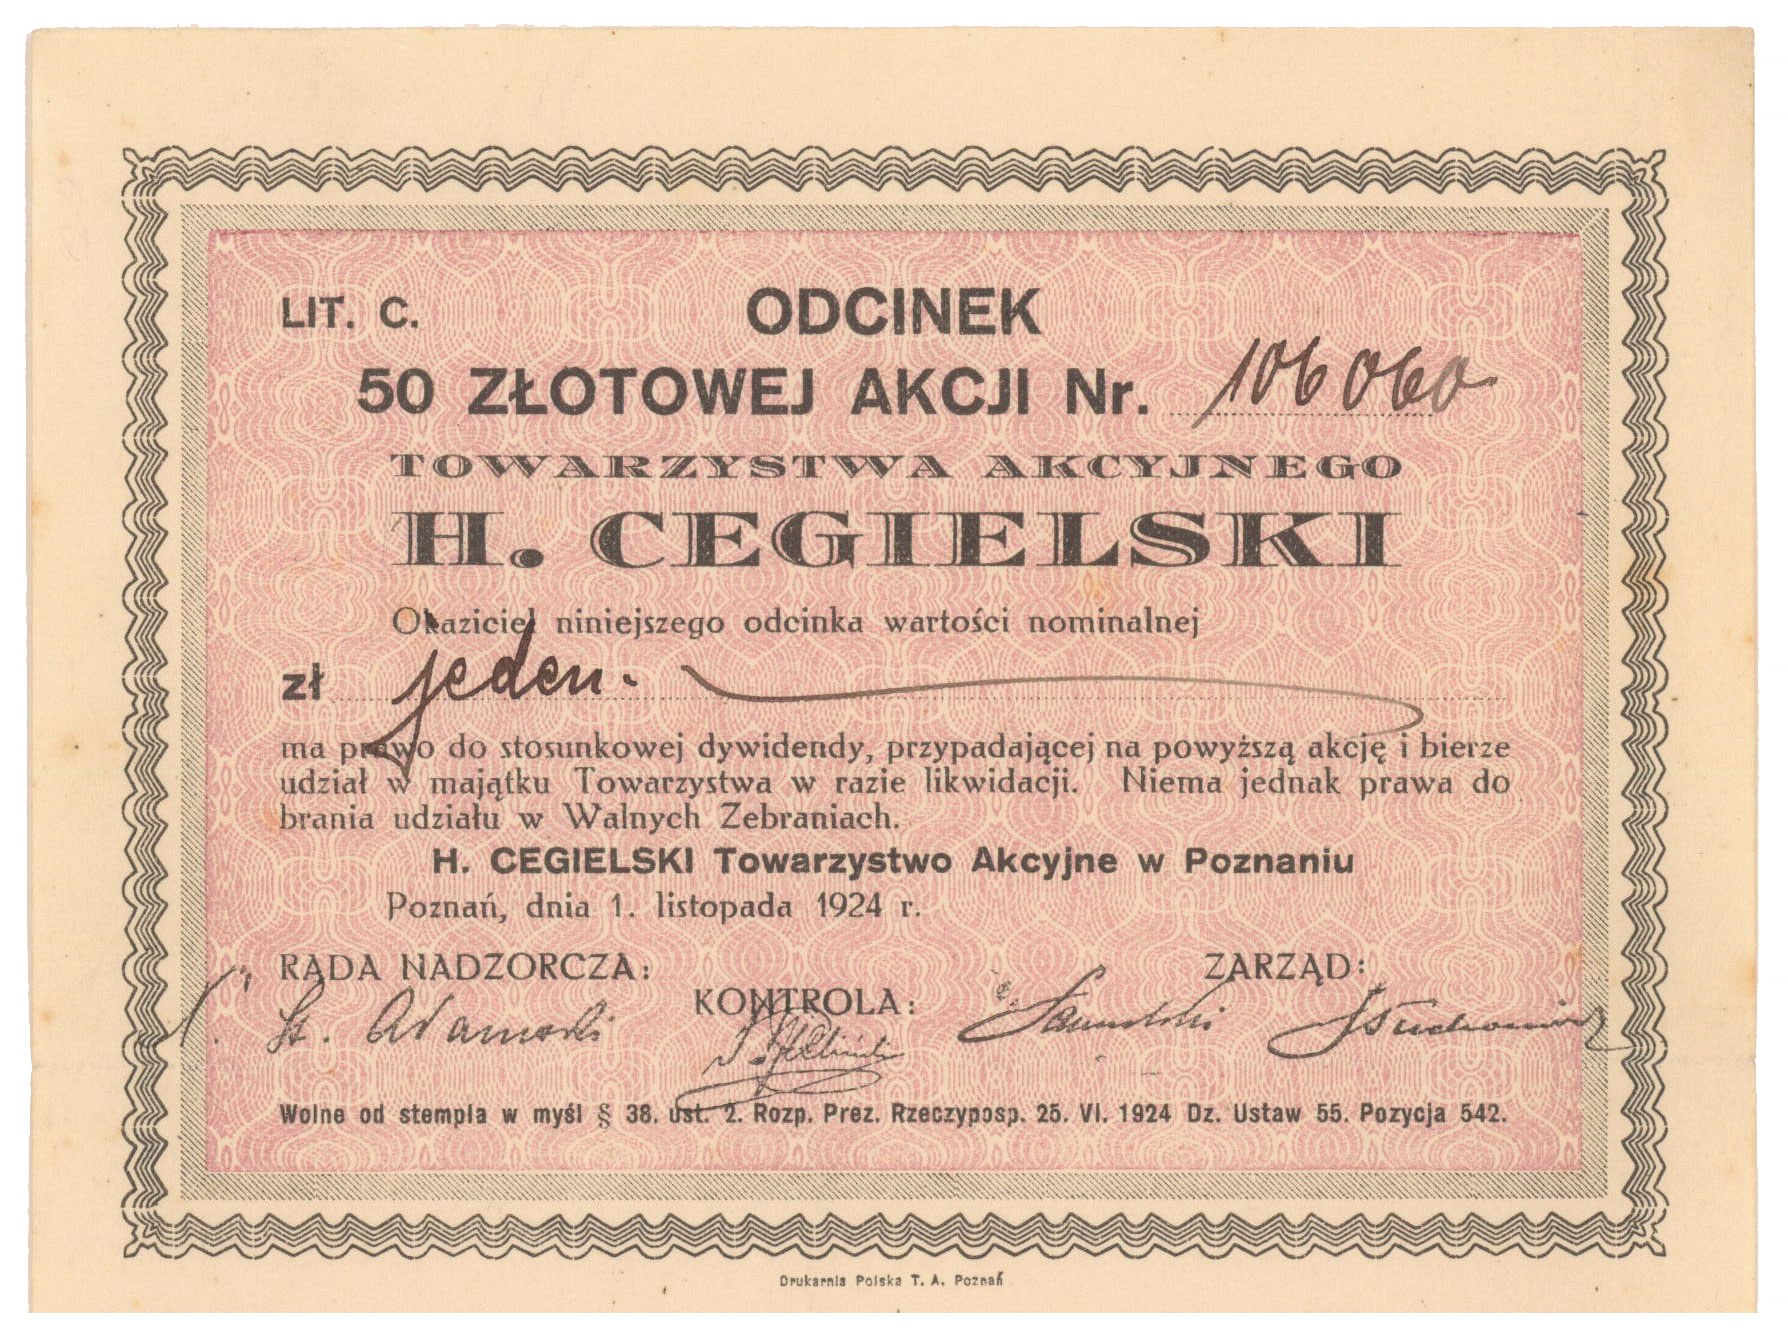 LIT. C.
ODCINEK
50 ZŁOTOWEJ AKCJI Nr. 106060
TOWARZYSTWA AKCYJNEGO
H. CEGIELSKI
Okaziciel niniejszego odcinka wartości nominalnej
zł jeden.
ma prawo do stosunkowej dywidendy, przypadającej na powyższą akcję i bierze
udział w majątku Towarzystwa w razie likwidacji. Niema jednak prawa do
brania udziału w Walnych Zebraniach.
H. CEGIELSKI Towarzystwo Akcyjne w Poznaniu
Poznań, dnia 1. listopada 1924 r.
RADA NADZORCZA:
KONTROLA:
ZARZĄD:
St. Adamski
Wolne od stempla w myśl § 38. ust. 2. Rozp. Prez. Rzeczyposp. 25. VI. 1924 Dz. Ustaw 55. Pozycja 542.
Drukarnia Polska T. A. Poznań